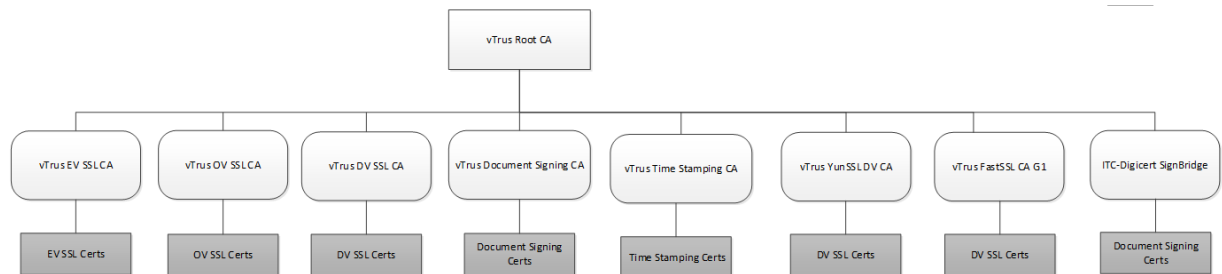 vTrus Root CA
vTrus EV SSL CA
vTrus OV SSL CA
vTrus DV SSL CA
vTrus Document Signing CA
vTrus Time Stamping CA
vTrus YunSSL DV CA
vTrus FastSSL CA G1
ITC-Digicert SignBridge
EV SSL Certs
OV SSL Certs
DV SSL Certs
Document Signing
Certs
Time Stamping Certs
DV SSL Certs
DV SSL Certs
Document Signing
Certs